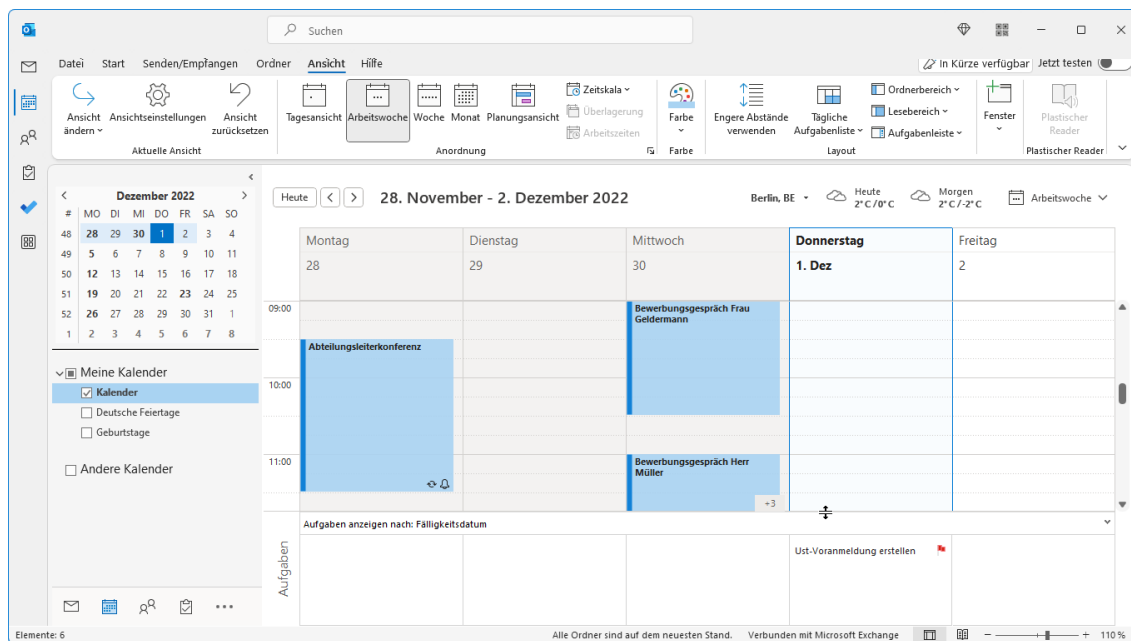 Suchen
Datei Start Senden/Empfangen Ordner Ansicht Hilfe
In Kürze verfügbar Jetzt testen
Ansicht ändern
Ansichtseinstellungen
Ansicht zurücksetzen
Aktuelle Ansicht
Tagesansicht
Arbeitswoche
Woche
Monat
Planungsansicht
Zeitskala
Überlagerung
Arbeitszeiten
Anordnung
Farbe
Farbe
Engere Abstände verwenden
Tägliche Aufgabenliste
Ordnerbereich
Lesebereich
Aufgabenleiste
Layout
Fenster
Plastischer Reader
Plastischer Reader
Dezember 2022
# MO DI MI DO FR SA SO
48 28 29 30 1 2 3 4
49 5 6 7 8 9 10 11
50 12 13 14 15 16 17 18
51 19 20 21 22 23 24 25
52 26 27 28 29 30 31 1
1 2 3 4 5 6 7 8
Meine Kalender
Kalender
Deutsche Feiertage
Geburtstage
Andere Kalender
Heute
28. November - 2. Dezember 2022
Berlin, BE
Heute
2°C/0°C
Morgen
2°C/-2°C
Arbeitswoche
Montag Dienstag Mittwoch Donnerstag Freitag
28 29 30 1. Dez 2
09:00
10:00
11:00
Abteilungsleiterkonferenz
Bewerbungsgespräch Frau
Geldermann
Bewerbungsgespräch Herr
Müller
+3
Aufgaben anzeigen nach: Fälligkeitsdatum
Aufgaben
Ust-Voranmeldung erstellen
Elemente: 6
Alle Ordner sind auf dem neuesten Stand. Verbunden mit Microsoft Exchange
110 %